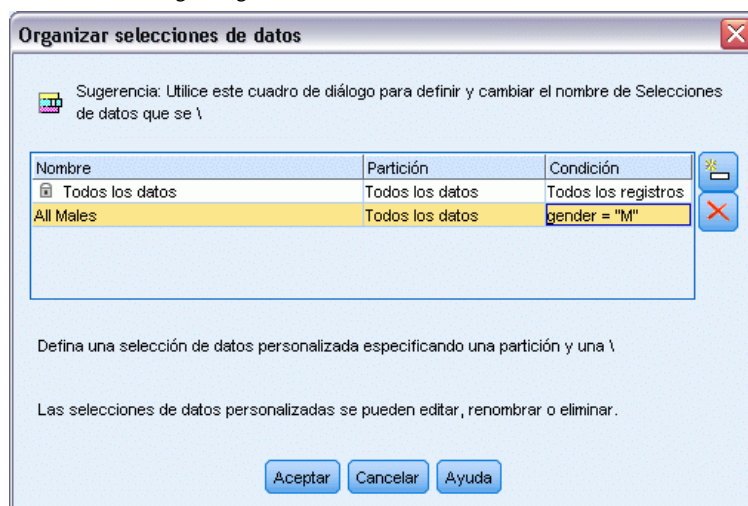 Organizar selecciones de datos
Sugerencia: Utilice este cuadro de diálogo para definir y cambiar el nombre de Selecciones
de datos que se \
Nombre Partición Condición
Todos los datos Todos los datos Todos los registros
All Males Todos los datos gender = "M"
Defina una selección de datos personalizada especificando una partición y una \
Las selecciones de datos personalizadas se pueden editar, renombrar o eliminar.
Aceptar Cancelar Ayuda